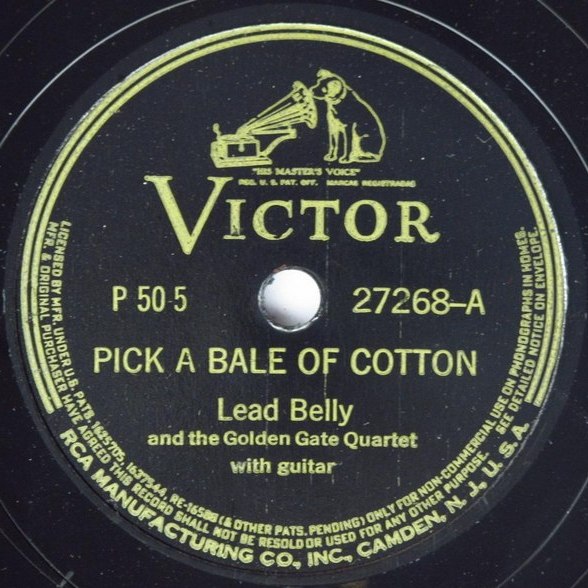 "HIS MASTER'S VOICE"
REG. U. S. PAT. OFF. MARCAS REGISTRADAS
VICTOR
P 50 5
27268–A
PICK A BALE OF COTTON
Lead Belly
and the Golden Gate Quartet
with guitar
LICENSED BY MFR. UNDER U.S. PATS. 1625705, 1637544, RE-16588 (& OTHER PATS. PENDING) ONLY FOR NON-COMMERCIAL USE ON PHONOGRAPHS IN HOMES.
MFR. & ORIGINAL PURCHASER HAVE AGREED THIS RECORD SHALL NOT BE RESOLD OR USED FOR ANY OTHER PURPOSE. SEE DETAILED NOTICE ON ENVELOPE.
RCA MANUFACTURING CO., INC., CAMDEN, N. J., U. S. A.